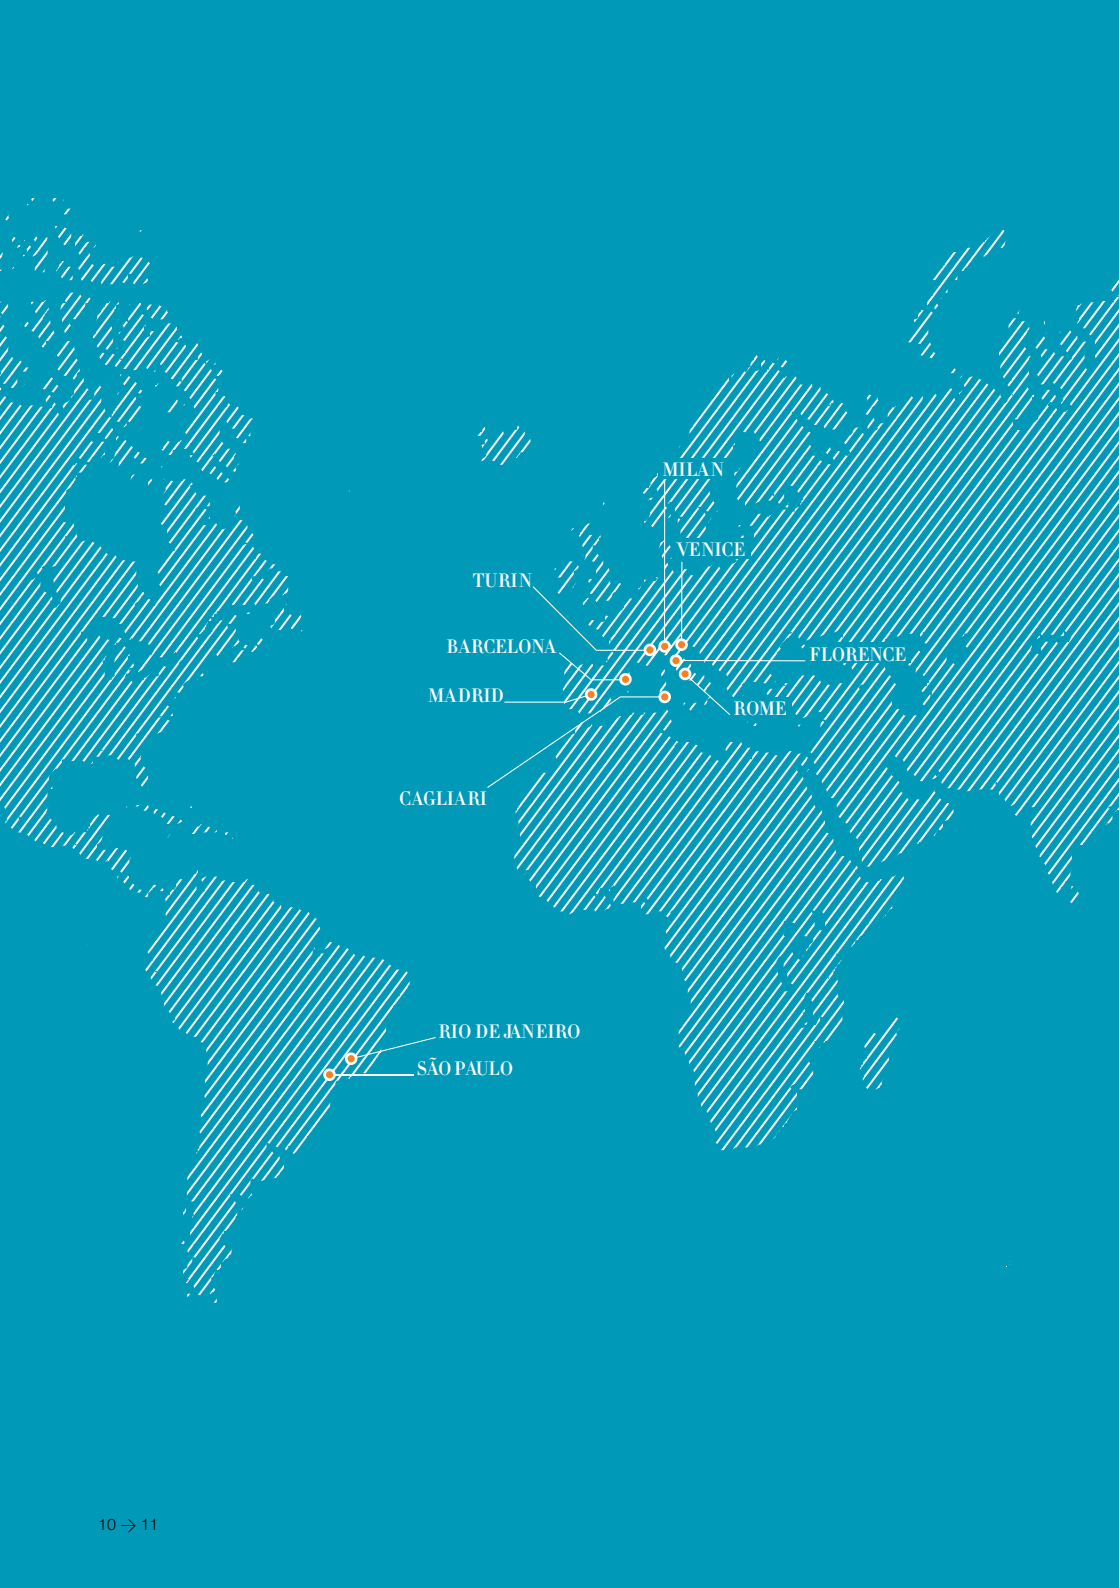 MILAN
VENICE
TURIN
BARCELONA
FLORENCE
MADRID
ROME
CAGLIARI
RIO DE JANEIRO
SÃO PAULO
10 → 11